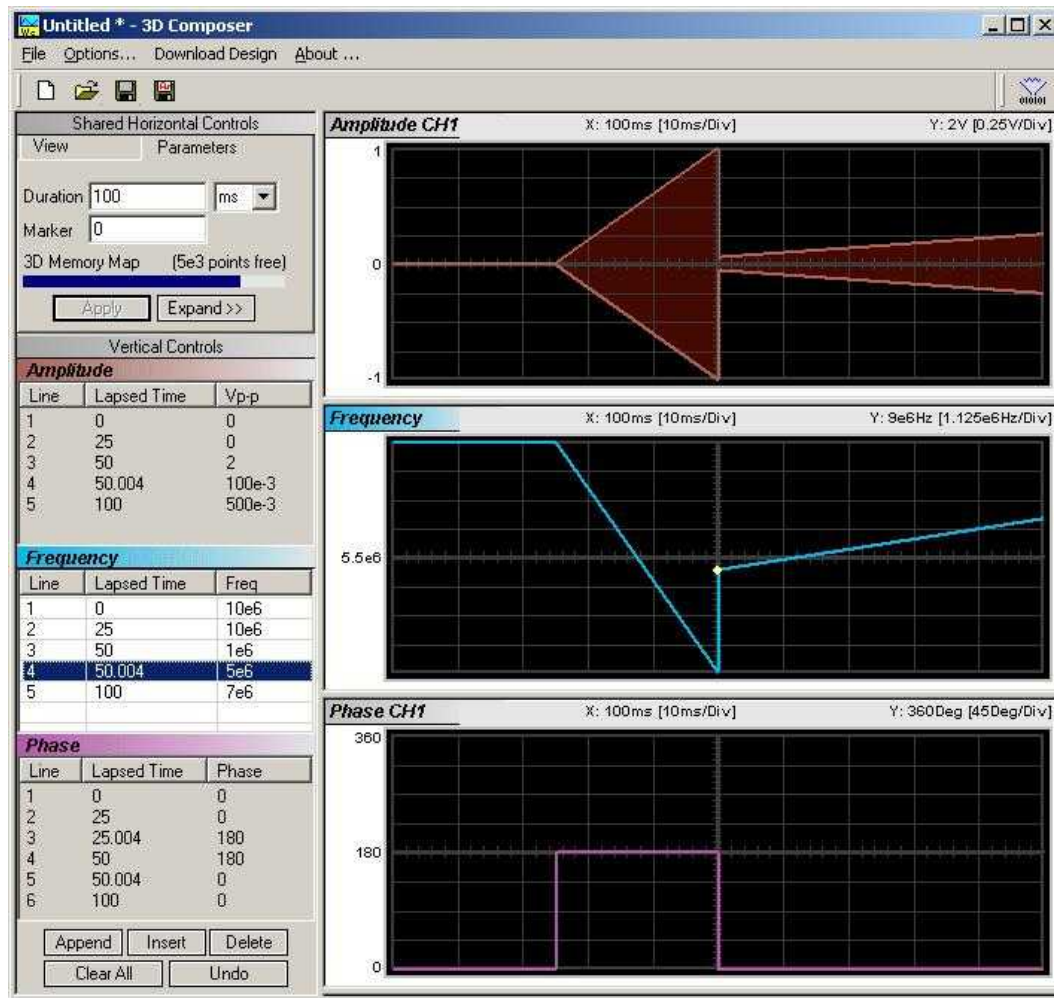 Untitled * - 3D Composer
File Options... Download Design About ...
010101
Shared Horizontal Controls
View Parameters
Duration 100 ms
Marker 0
3D Memory Map (5e3 points free)
Apply Expand >>
Vertical Controls
Amplitude
Line Lapsed Time Vp-p
1 0 0
2 25 0
3 50 2
4 50.004 100e-3
5 100 500e-3
Frequency
Line Lapsed Time Freq
1 0 10e6
2 25 10e6
3 50 1e6
4 50.004 5e6
5 100 7e6
Phase
Line Lapsed Time Phase
1 0 0
2 25 0
3 25.004 180
4 50 180
5 50.004 0
6 100 0
Append Insert Delete
Clear All Undo
Amplitude CH1 X: 100ms [10ms/Div] Y: 2V [0.25V/Div]
1
0
-1
Frequency X: 100ms [10ms/Div] Y: 9e6Hz [1.125e6Hz/Div]
5.5e6
Phase CH1 X: 100ms [10ms/Div] Y: 360Deg [45Deg/Div]
360
180
0